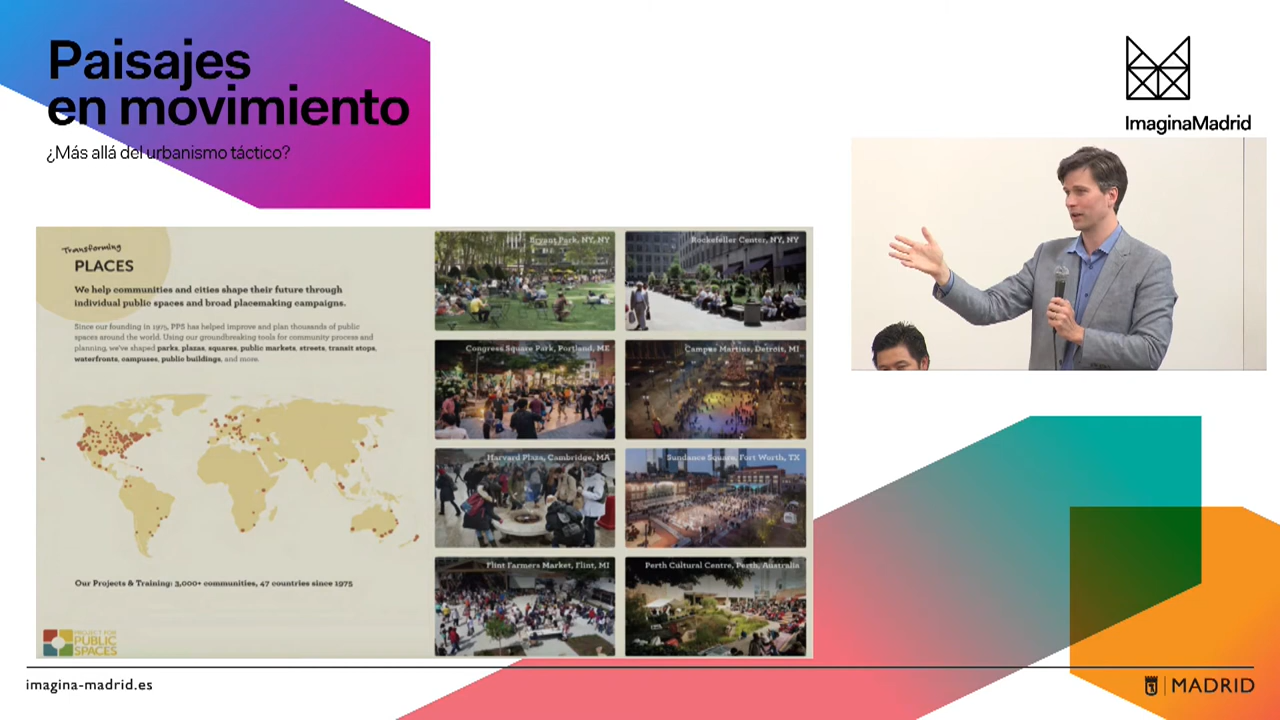 Paisajes
en movimiento
¿Más allá del urbanismo táctico?
ImaginaMadrid
Transforming
PLACES
We help communities and cities shape their future through
individual public spaces and broad placemaking campaigns.
Since our founding in 1975, PPS has helped improve and plan thousands of public
spaces around the world. Using our groundbreaking tools for community process and
planning, we've shaped parks, plazas, squares, public markets, streets, transit stops,
waterfronts, campuses, public buildings, and more.
Our Projects & Training: 3,000+ communities, 47 countries since 1975
PROJECT FOR
PUBLIC
SPACES
Bryant Park, NY, NY
Rockefeller Center, NY, NY
Congress Square Park, Portland, ME
Campus Martius, Detroit, MI
Harvard Plaza, Cambridge, MA
Sundance Square, Fort Worth, TX
Flint Farmers Market, Flint, MI
Perth Cultural Centre, Perth, Australia
imagina-madrid.es
MADRID